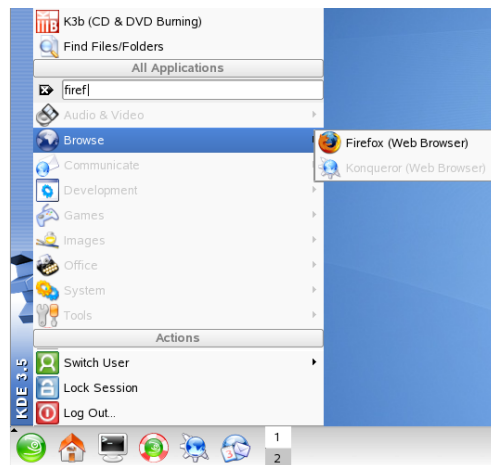 K3b (CD & DVD Burning)
Find Files/Folders
All Applications
firef
Audio & Video
Browse
Firefox (Web Browser)
Konqueror (Web Browser)
Communicate
Development
Games
Images
Office
System
Tools
Actions
Switch User
Lock Session
Log Out...
KDE 3.5
1
2